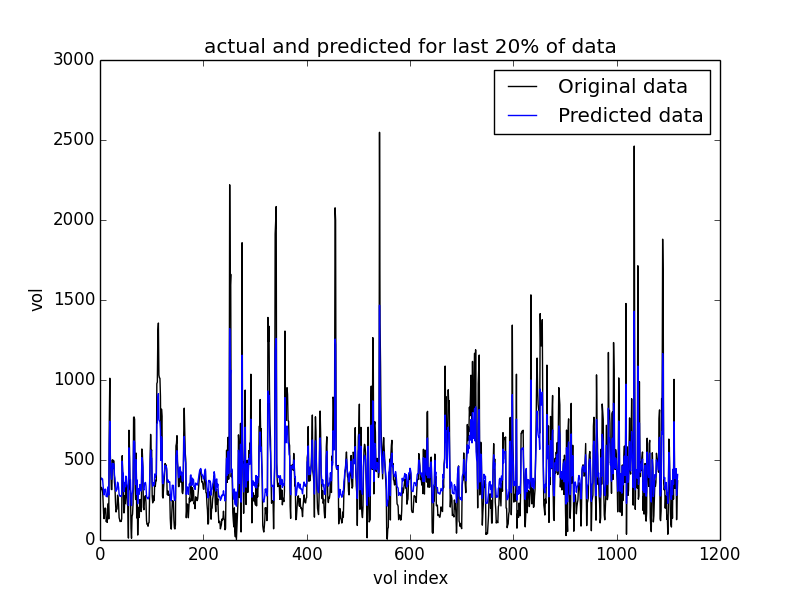 actual and predicted for last 20% of data
3000
Original data
Predicted data
2500
2000
vol
1500
1000
500
0
0 200 400 600 800 1000 1200
vol index